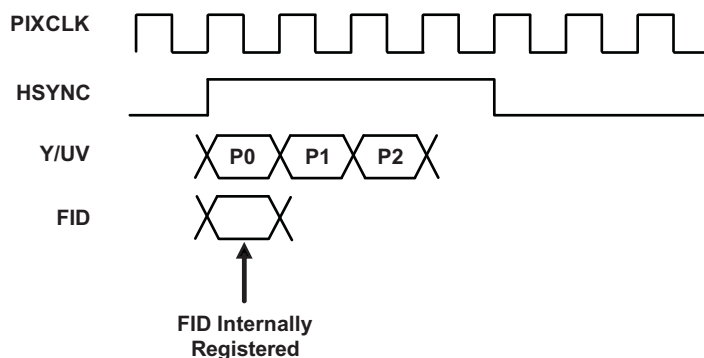 PIXCLK
HSYNC
Y/UV
P0 P1 P2
FID
FID Internally
Registered